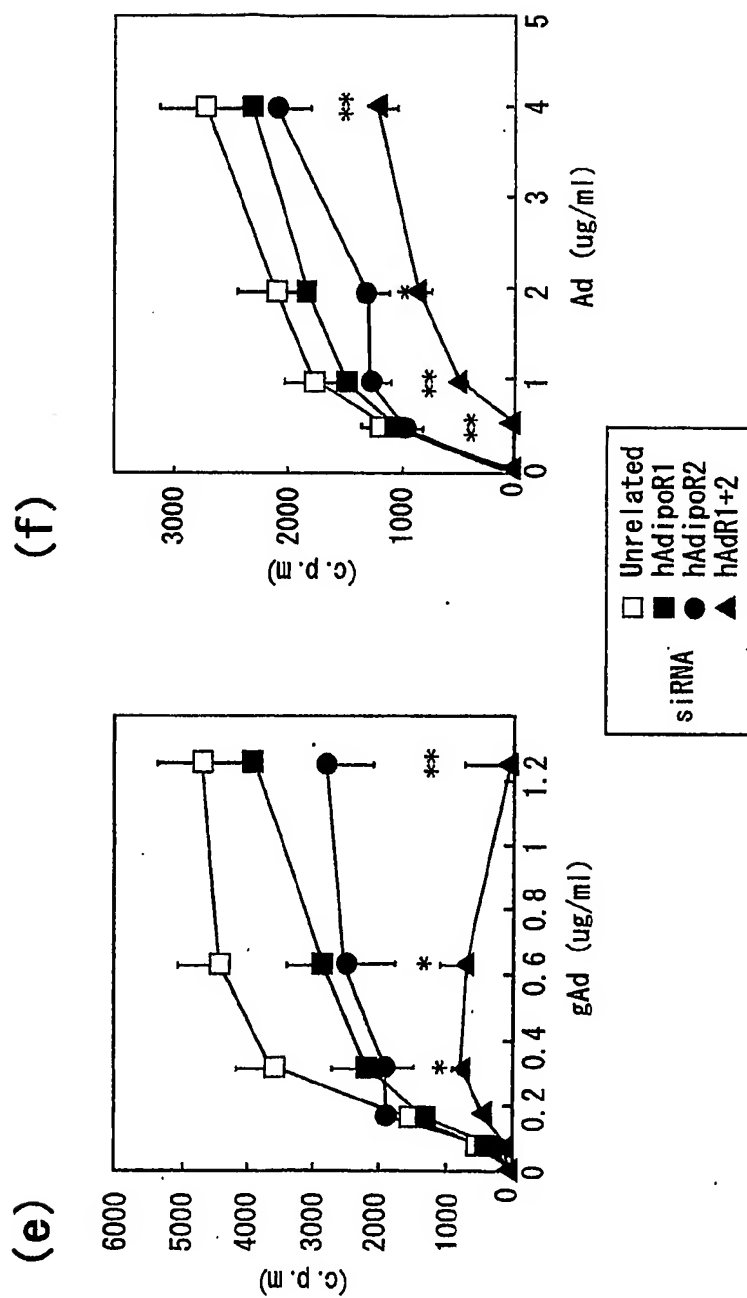 (e)
(c.p.m)
6000
5000
4000
3000
2000
1000
0
0
0.2
0.4
0.6
0.8
1
1.2
*
*
**
gAd (ug/ml)
(f)
(c.p.m)
3000
2000
1000
0
0
1
2
3
4
5
**
**
*
**
Ad (ug/ml)
siRNA
Unrelated
hAdipoR1
hAdipoR2
hAdR1+2